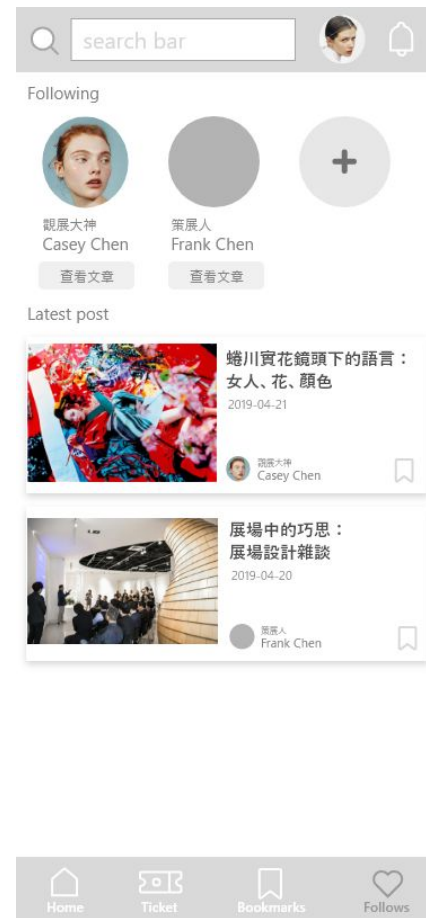 search bar
Following
觀展大神
Casey Chen
查看文章
策展人
Frank Chen
查看文章
Latest post
蜷川實花鏡頭下的語言：
女人、花、顏色
2019-04-21
觀展大神
Casey Chen
展場中的巧思：
展場設計雜談
2019-04-20
策展人
Frank Chen
Home
Ticket
Bookmarks
Follows